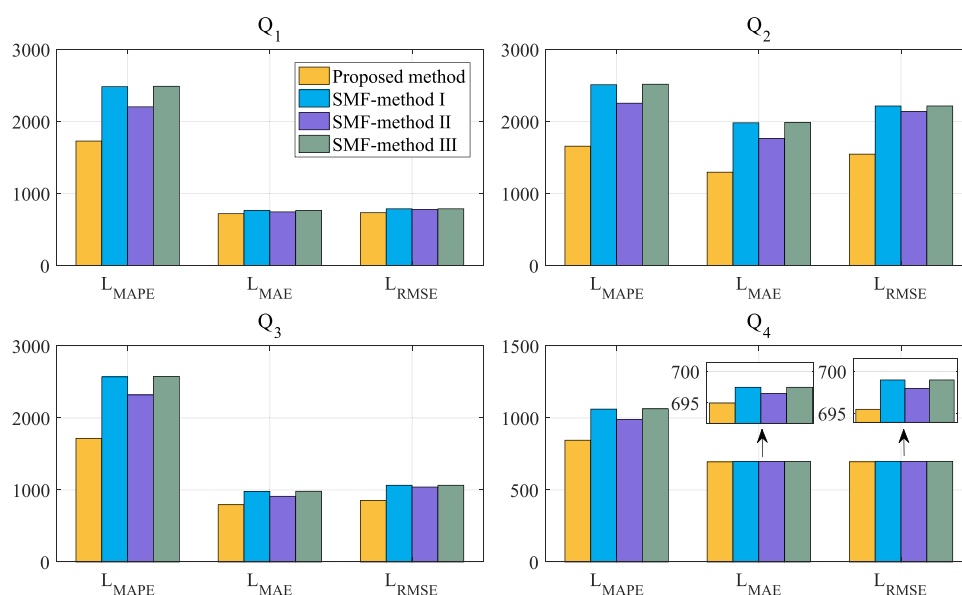 Q1
3000
2000
1000
0
Proposed method
SMF-method I
SMF-method II
SMF-method III
LMAPE LMAE LRMSE
Q2
3000
2000
1000
0
LMAPE LMAE LRMSE
Q3
3000
2000
1000
0
LMAPE LMAE LRMSE
Q4
1500
1000
500
0
700
695
700
695
LMAPE LMAE LRMSE